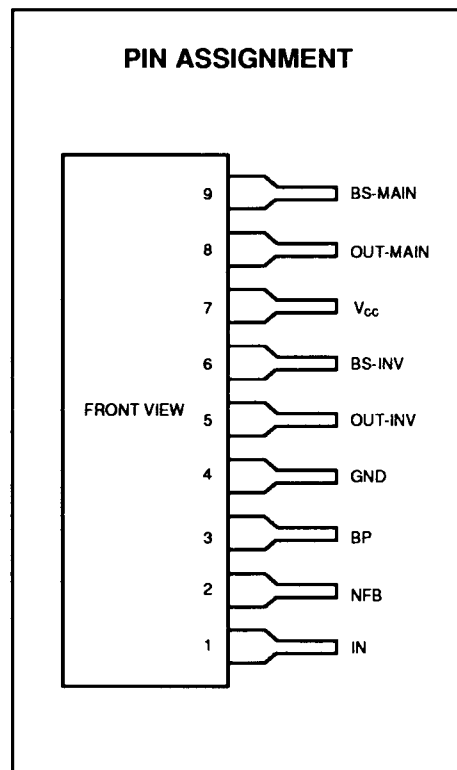 PIN ASSIGNMENT
9 BS-MAIN
8 OUT-MAIN
7 Vcc
6 BS-INV
FRONT VIEW
5 OUT-INV
4 GND
3 BP
2 NFB
1 IN